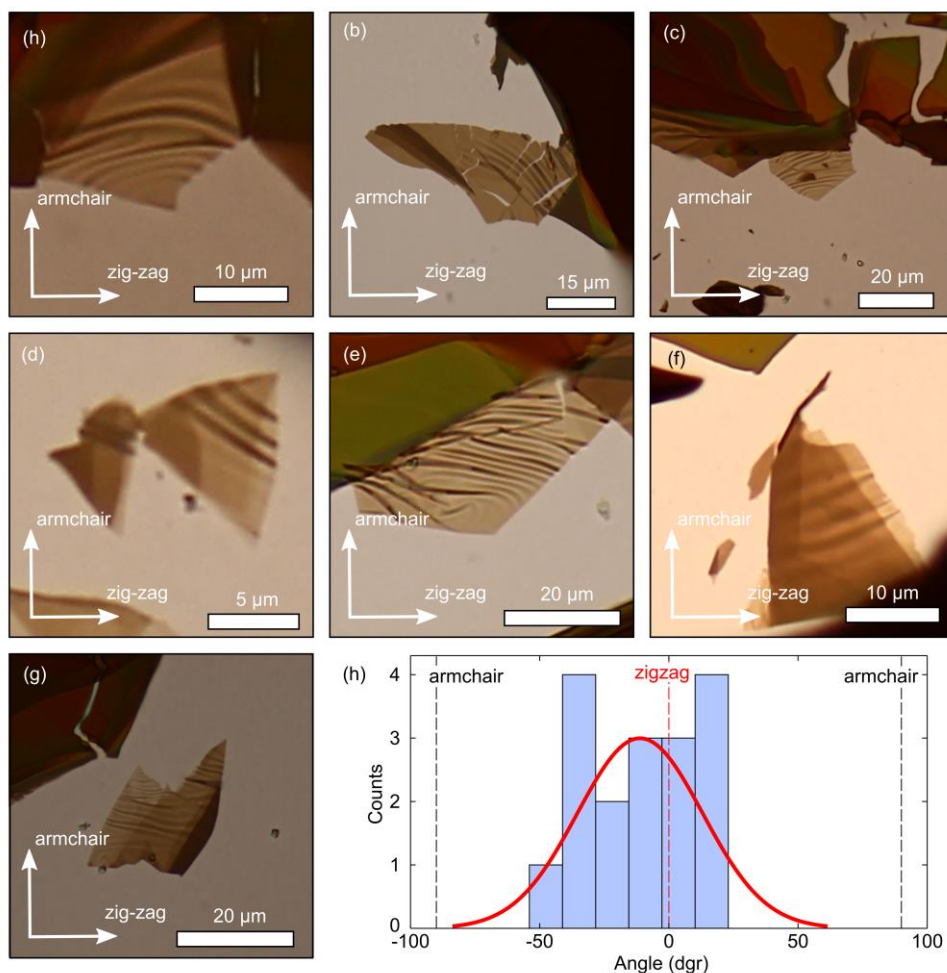 (h)
armchair
zig-zag
10 µm
(b)
armchair
zig-zag
15 µm
(c)
armchair
zig-zag
20 µm
(d)
armchair
zig-zag
5 µm
(e)
armchair
zig-zag
20 µm
(f)
armchair
zig-zag
10 µm
(g)
armchair
zig-zag
20 µm
(h)
armchair
zigzag
armchair
4
3
2
1
0
Counts
-100
-50
0
50
100
Angle (dgr)